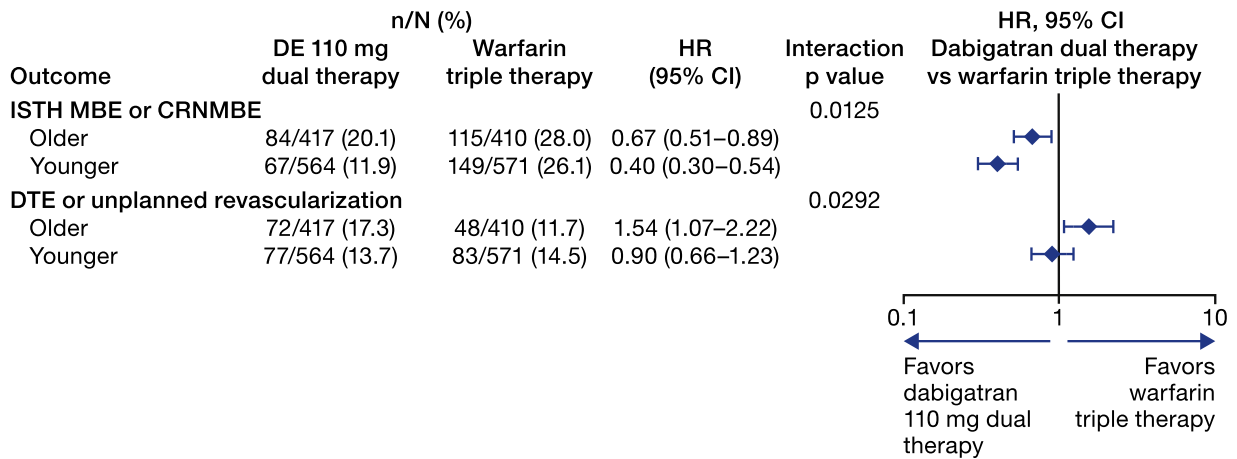 n/N (%) HR, 95% CI
DE 110 mg Warfarin HR Interaction Dabigatran dual therapy
Outcome dual therapy triple therapy (95% CI) p value vs warfarin triple therapy
ISTH MBE or CRNMBE 0.0125
Older 84/417 (20.1) 115/410 (28.0) 0.67 (0.51–0.89)
Younger 67/564 (11.9) 149/571 (26.1) 0.40 (0.30–0.54)
DTE or unplanned revascularization 0.0292
Older 72/417 (17.3) 48/410 (11.7) 1.54 (1.07–2.22)
Younger 77/564 (13.7) 83/571 (14.5) 0.90 (0.66–1.23)
0.1 1 10
Favors
dabigatran
110 mg dual
therapy
Favors
warfarin
triple therapy